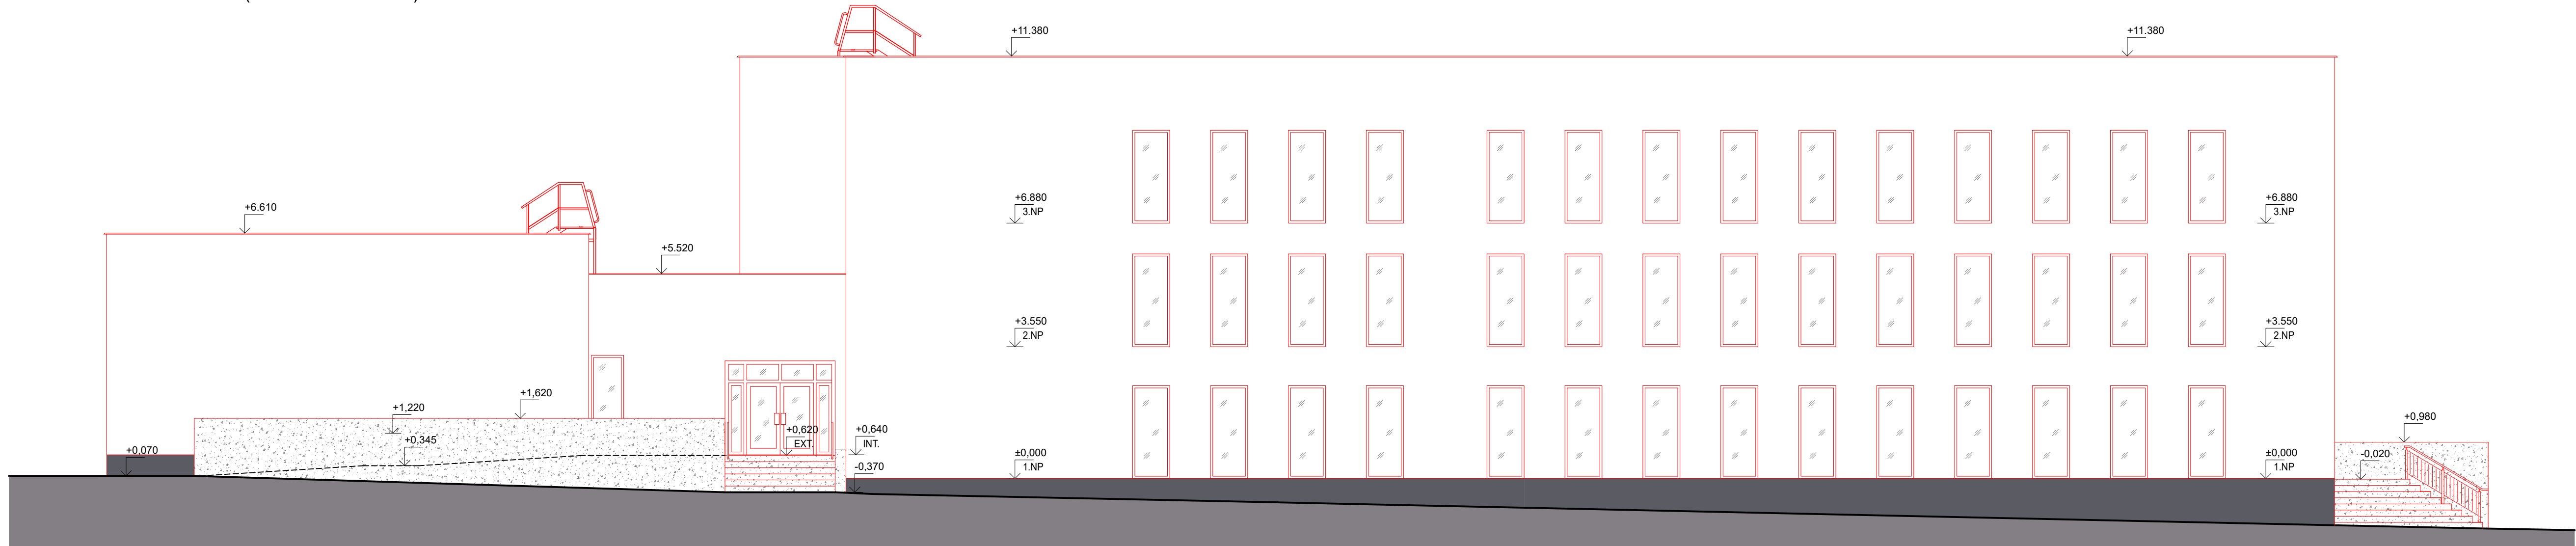 +11.380
+11.380
+6.880
3.NP
+6.880
3.NP
+6.610
+5.520
+3.550
2.NP
+3.550
2.NP
+1,620
+1,220
+0,980
+0,620
EXT.
+0,640
INT.
+0,345
+0,070
±0,000
1.NP
±0,000
1.NP
-0,020
-0,370